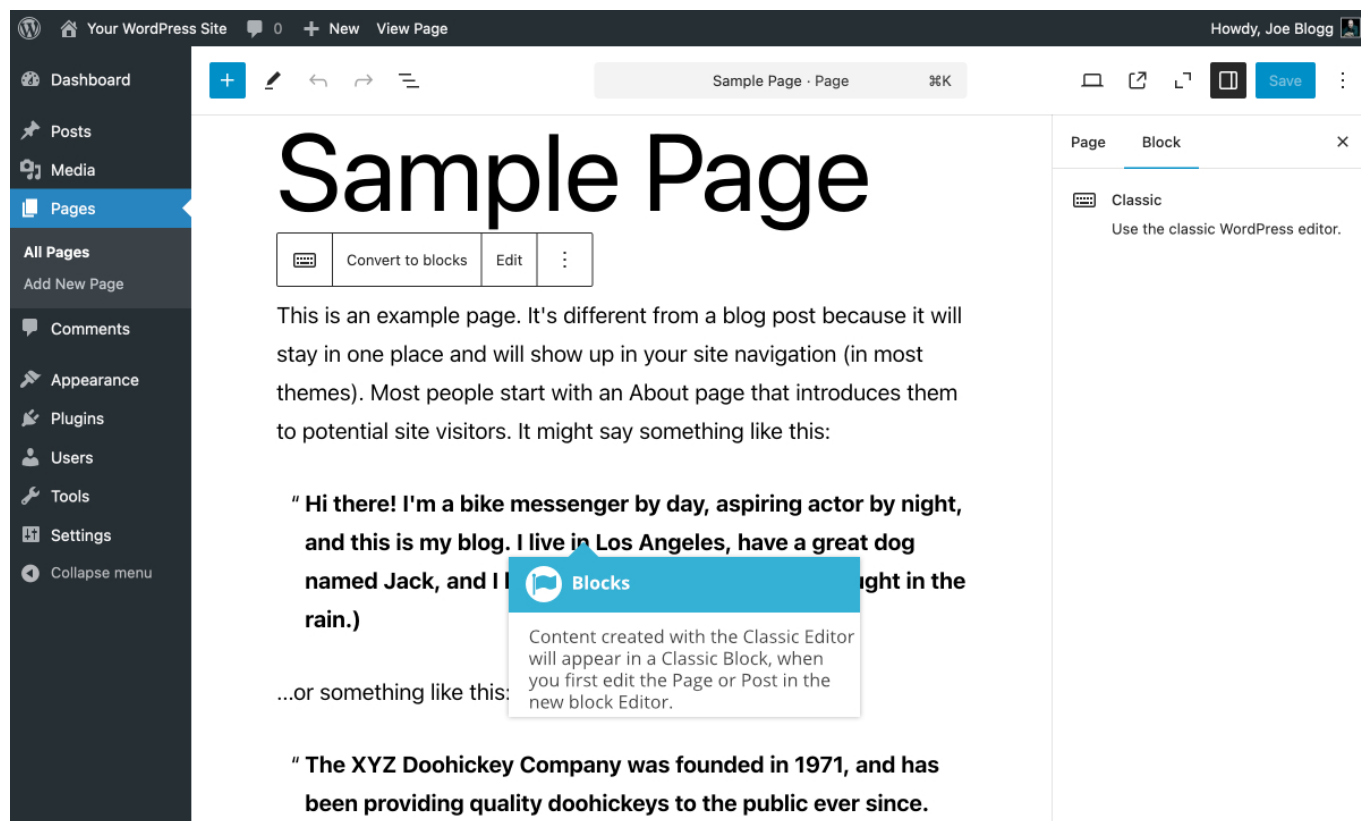 Your WordPress Site 0 New View Page Howdy, Joe Blogg
Dashboard
Posts
Media
Pages
All Pages
Add New Page
Comments
Appearance
Plugins
Users
Tools
Settings
Collapse menu
Sample Page · Page ⌘K
Save
Sample Page
Convert to blocks Edit
This is an example page. It's different from a blog post because it will
stay in one place and will show up in your site navigation (in most
themes). Most people start with an About page that introduces them
to potential site visitors. It might say something like this:
“ Hi there! I'm a bike messenger by day, aspiring actor by night,
and this is my blog. I live in Los Angeles, have a great dog
named Jack, and I in the
rain.)
Blocks
Content created with the Classic Editor
will appear in a Classic Block, when
you first edit the Page or Post in the
new block Editor.
...or something like this:
“ The XYZ Doohickey Company was founded in 1971, and has
been providing quality doohickeys to the public ever since.
Page Block
Classic
Use the classic WordPress editor.